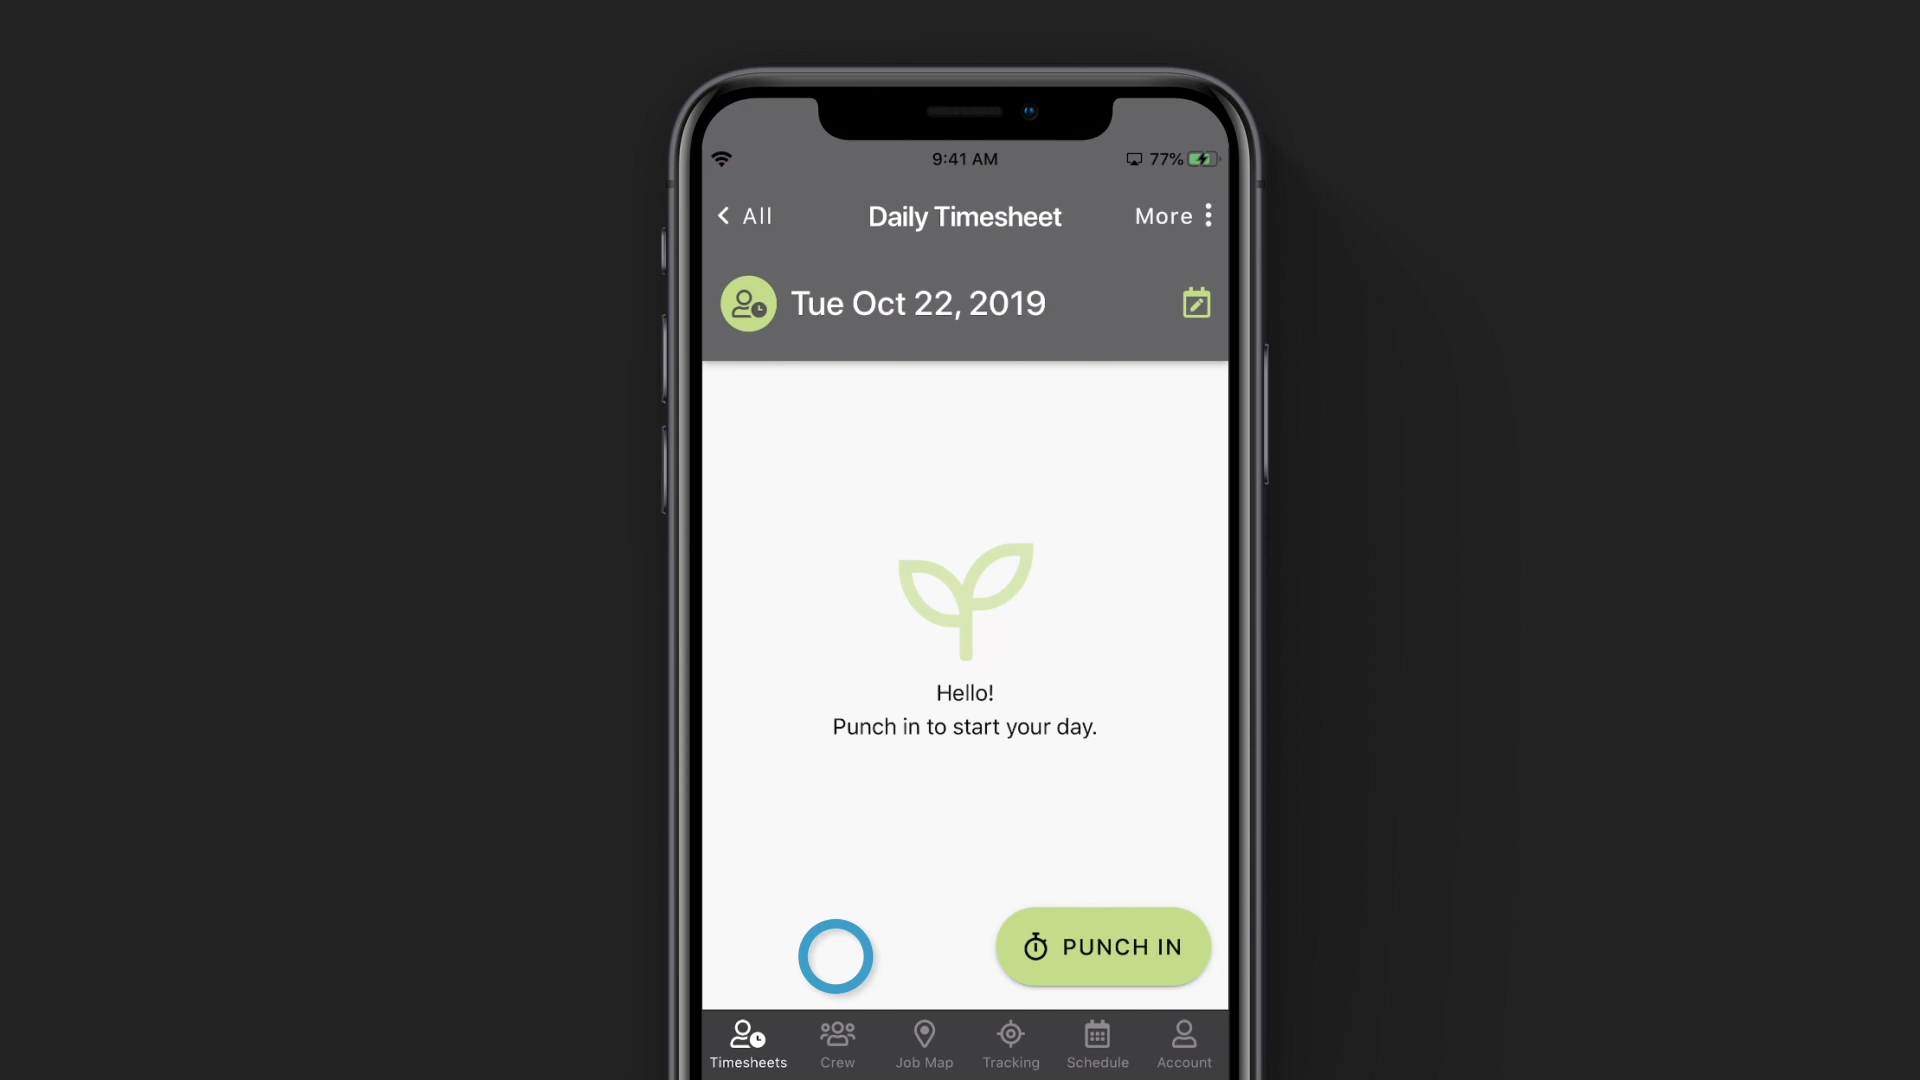 9:41 AM
77%
All
Daily Timesheet
More
Tue Oct 22, 2019
Hello!
Punch in to start your day.
PUNCH IN
Timesheets
Crew
Job Map
Tracking
Schedule
Account